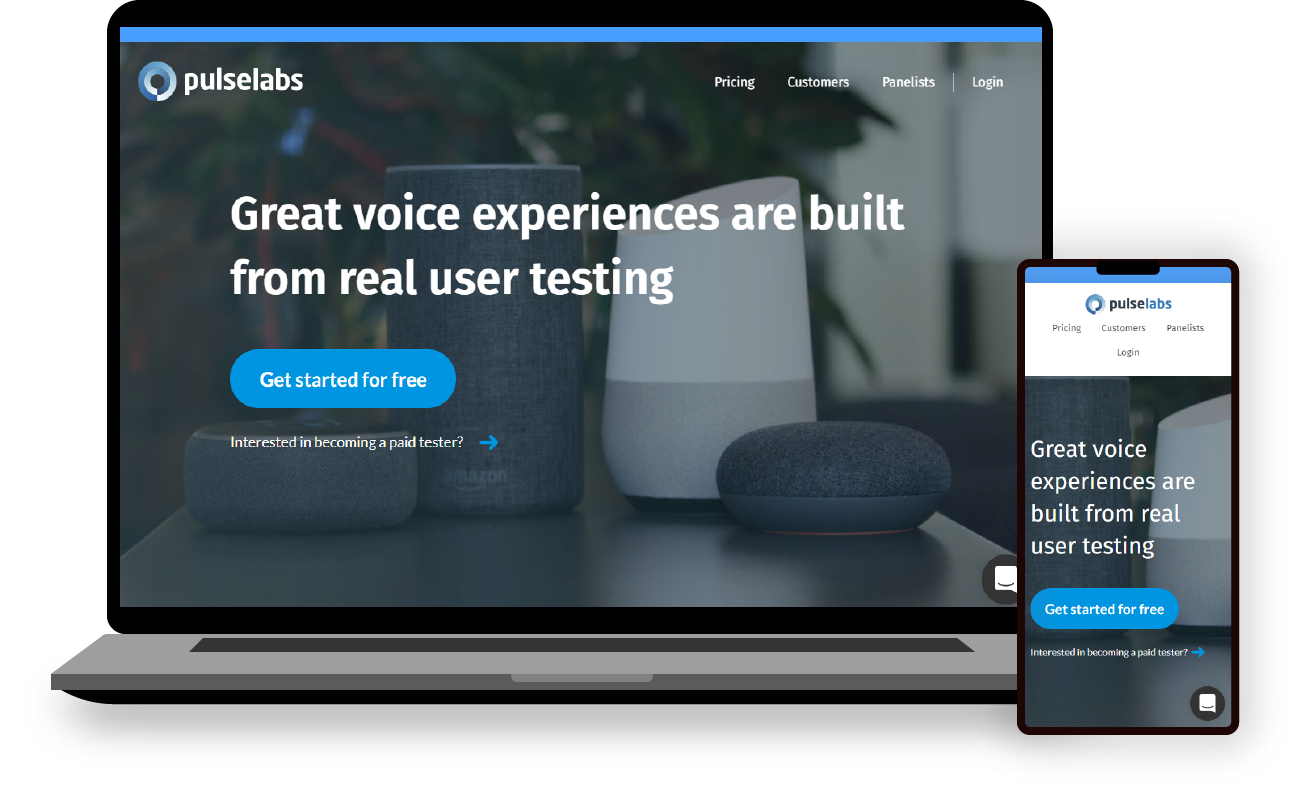 pulselabs
Pricing
Customers
Panelists
Login
Great voice experiences are built
from real user testing
Get started for free
Interested in becoming a paid tester?
amazon
pulselabs
Pricing
Customers
Panelists
Login
Great voice
experiences are
built from real
user testing
Get started for free
Interested in becoming a paid tester?